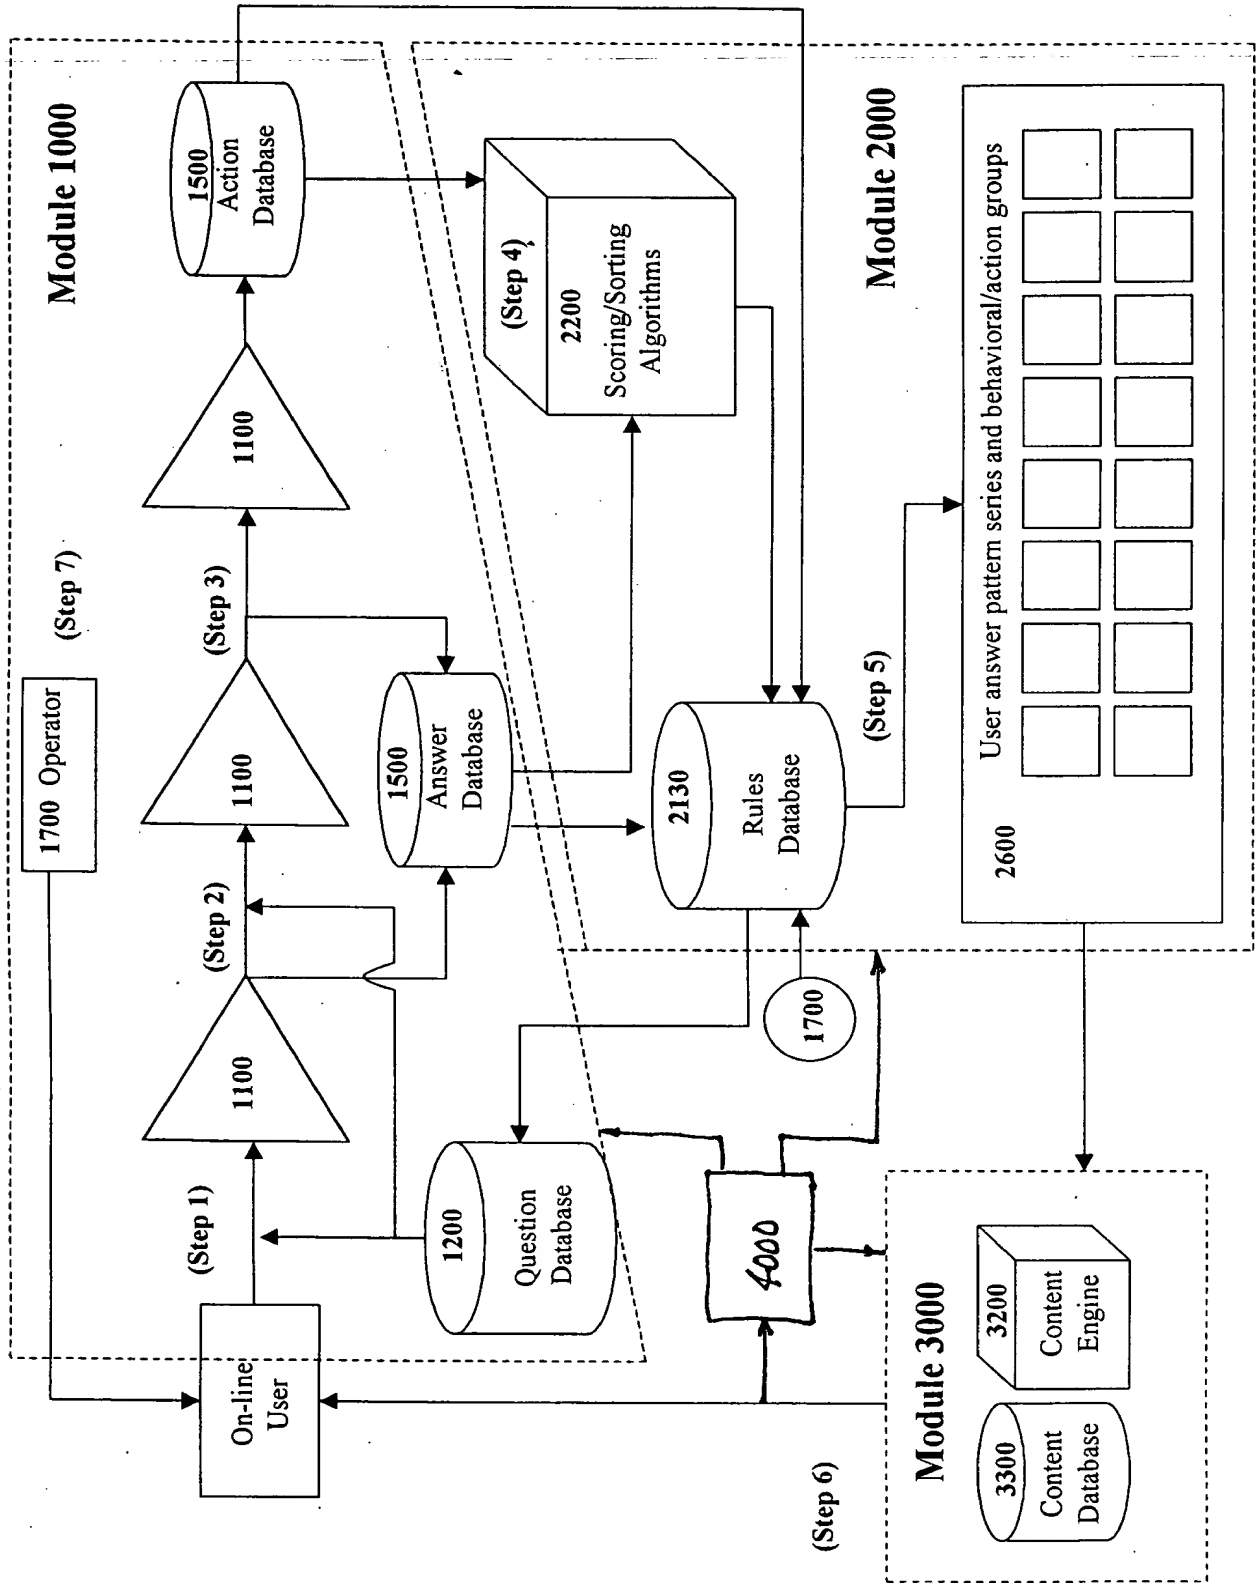 Module 1000
(Step 7)
1700 Operator
On-line
User
(Step 1)
1100
(Step 2)
1100
(Step 3)
1100
1500
Action
Database
1200
Question
Database
1500
Answer
Database
(Step 4)
2200
Scoring/Sorting
Algorithms
2130
Rules
Database
1700
(Step 5)
Module 2000
4000
(Step 6)
Module 3000
3300
Content
Database
3200
Content
Engine
2600
User answer pattern series and behavioral/action groups